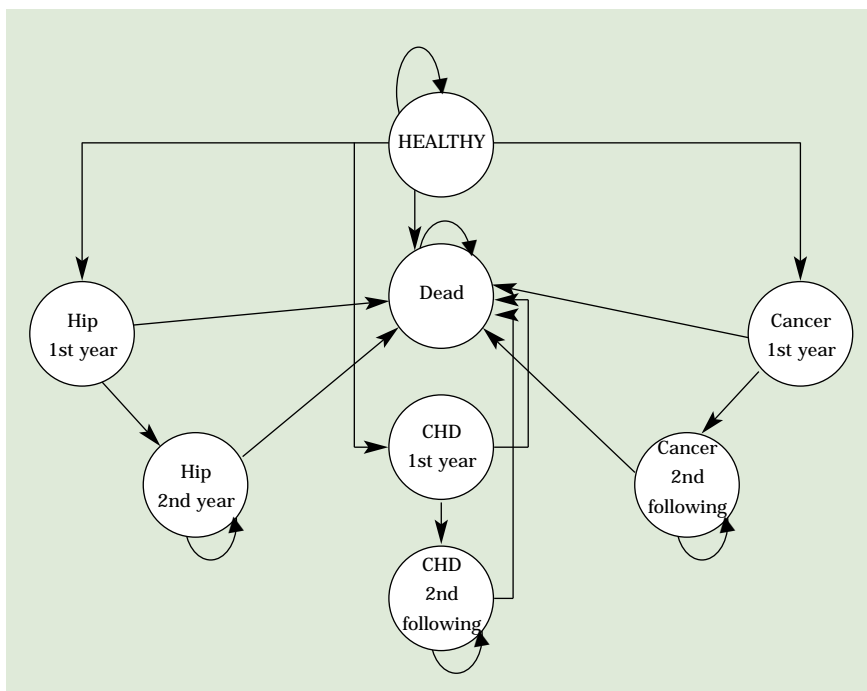 HEALTHY
Dead
Hip
1st year
Cancer
1st year
CHD
1st year
Hip
2nd year
Cancer
2nd
following
CHD
2nd
following